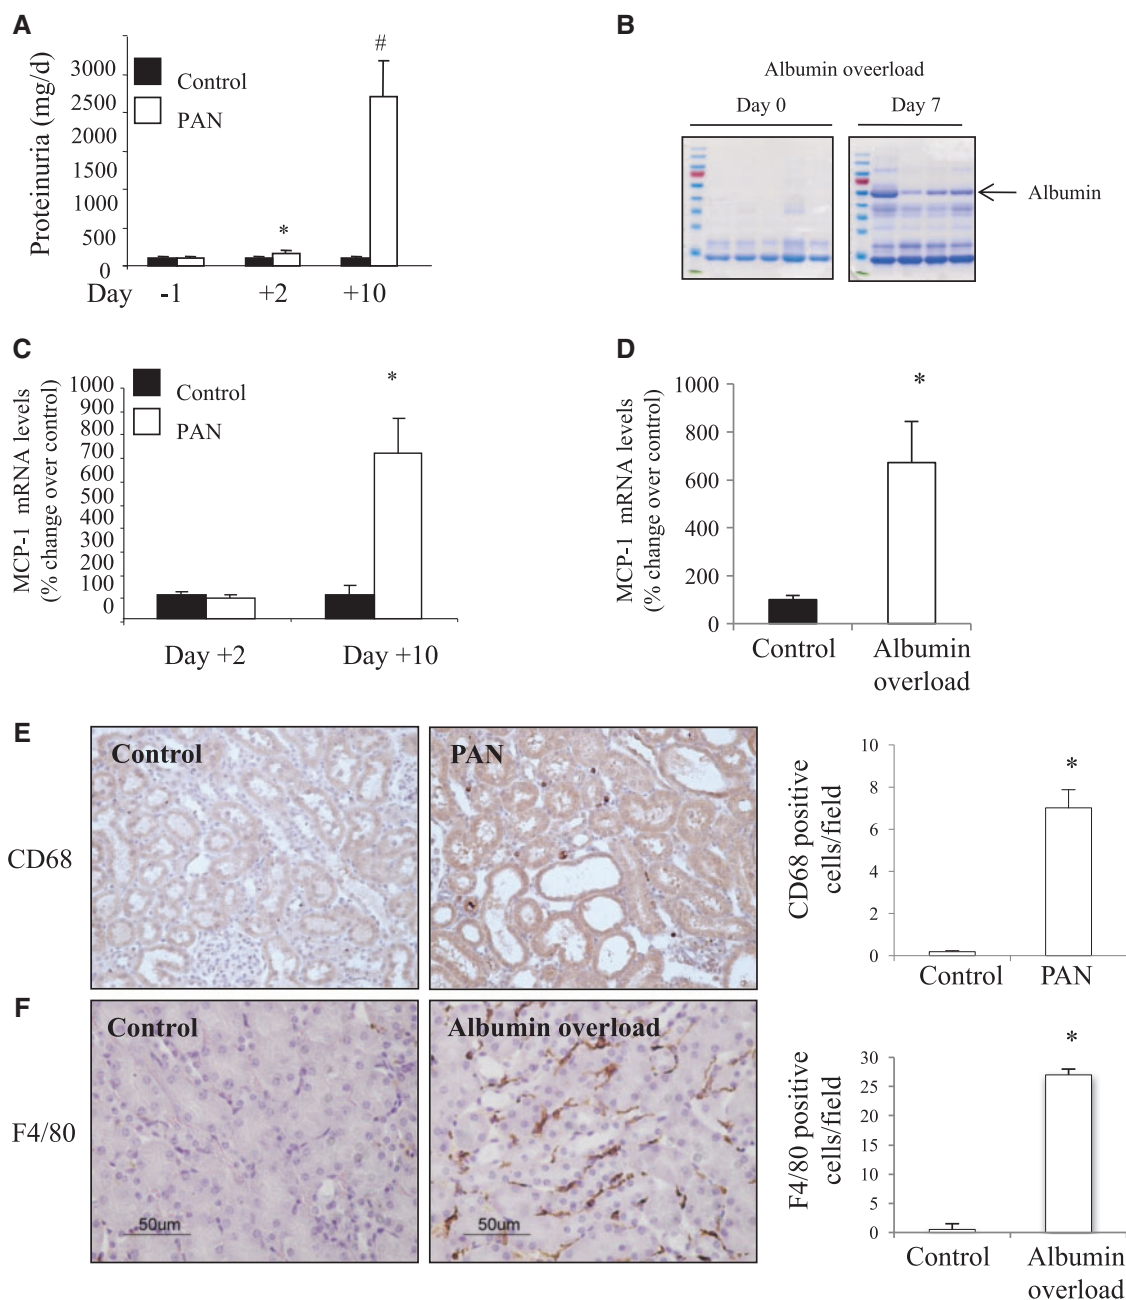 A
Proteinuria (mg/d)
3000
2500
2000
1500
1000
500
0
Control
PAN
*
#
Day -1 +2 +10
B
Albumin oveerload
Day 0 Day 7
Albumin
C
MCP-1 mRNA levels
(% change over control)
1000
900
800
700
600
500
400
300
200
100
0
Control
PAN
*
Day +2 Day +10
D
MCP-1 mRNA levels
(% change over control)
1000
800
600
400
200
0
*
Control Albumin
overload
E
CD68
Control
PAN
CD68 positive
cells/field
10
8
6
4
2
0
*
Control PAN
F
F4/80
Control
50um
Albumin overload
50um
F4/80 positive
cells/field
30
25
20
15
10
5
0
*
Control Albumin
overload